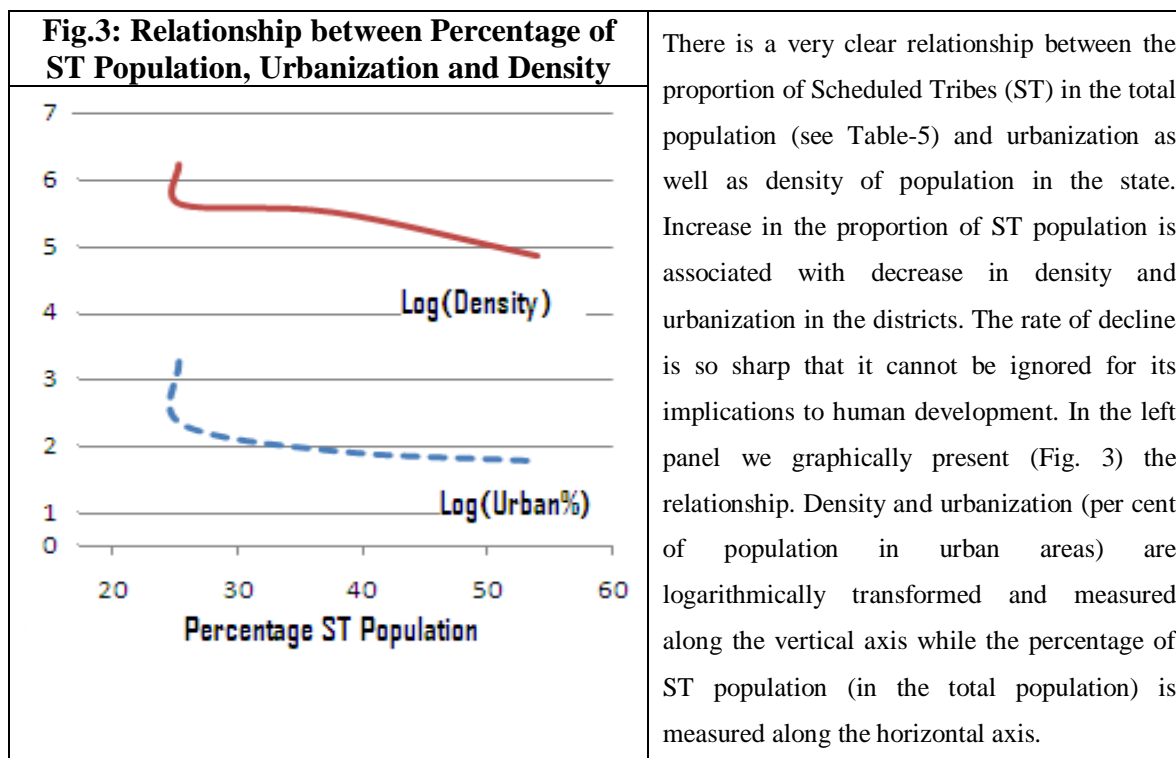 Fig.3: Relationship between Percentage of
ST Population, Urbanization and Density
7
6
5
4
3
2
1
0
Log(Density)
Log(Urban%)
20 30 40 50 60
Percentage ST Population
There is a very clear relationship between the
proportion of Scheduled Tribes (ST) in the total
population (see Table-5) and urbanization as
well as density of population in the state.
Increase in the proportion of ST population is
associated with decrease in density and
urbanization in the districts. The rate of decline
is so sharp that it cannot be ignored for its
implications to human development. In the left
panel we graphically present (Fig. 3) the
relationship. Density and urbanization (per cent
of population in urban areas) are
logarithmically transformed and measured
along the vertical axis while the percentage of
ST population (in the total population) is
measured along the horizontal axis.